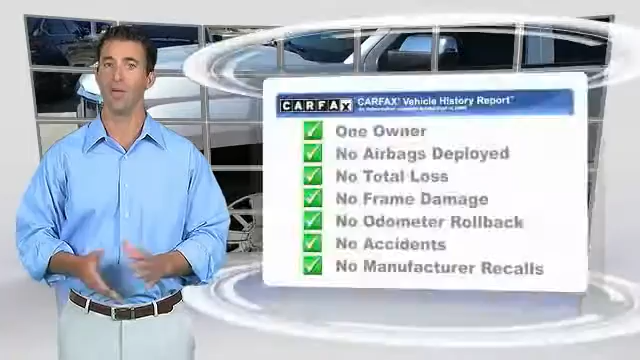 CARFAX CARFAX Vehicle History Report™
One Owner
No Airbags Deployed
No Total Loss
No Frame Damage
No Odometer Rollback
No Accidents
No Manufacturer Recalls